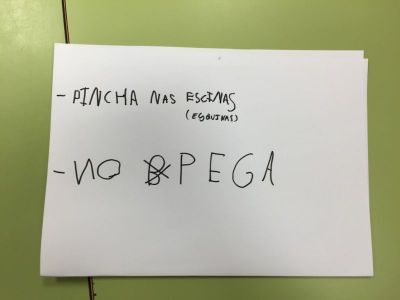 - PINCHA NAS ESCINAS
(ESQUINAS)
- NO PEGA